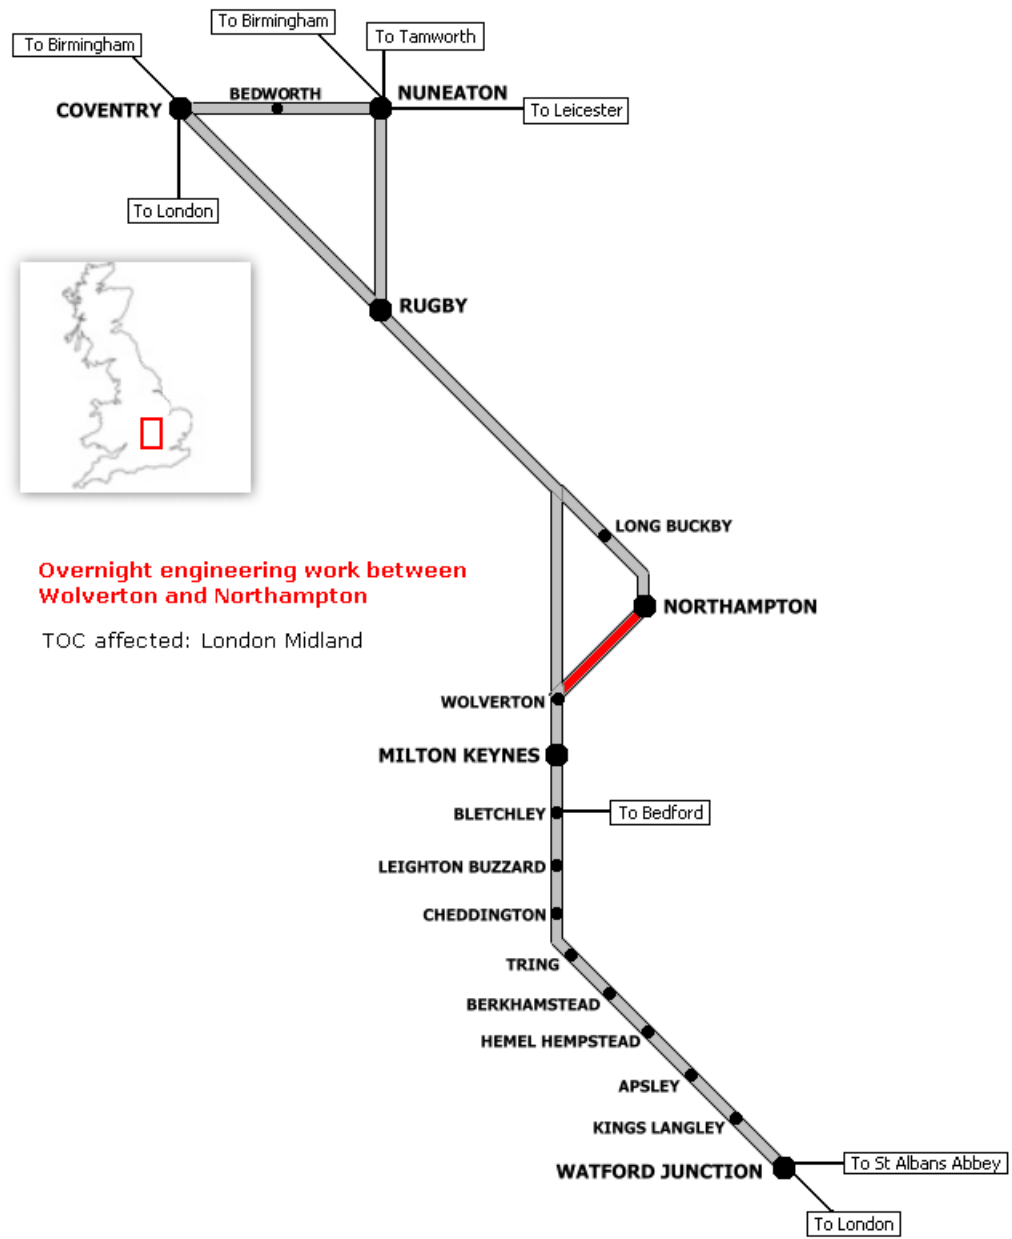 To Birmingham
To Birmingham
To Tamworth
BEDWORTH
NUNEATON
COVENTRY
To Leicester
To London
RUGBY
LONG BUCKBY
Overnight engineering work between
Wolverton and Northampton
NORTHAMPTON
TOC affected: London Midland
WOLVERTON
MILTON KEYNES
BLETCHLEY
To Bedford
LEIGHTON BUZZARD
CHEDDINGTON
TRING
BERKHAMSTEAD
HEMEL HEMPSTEAD
APSLEY
KINGS LANGLEY
WATFORD JUNCTION
To St Albans Abbey
To London